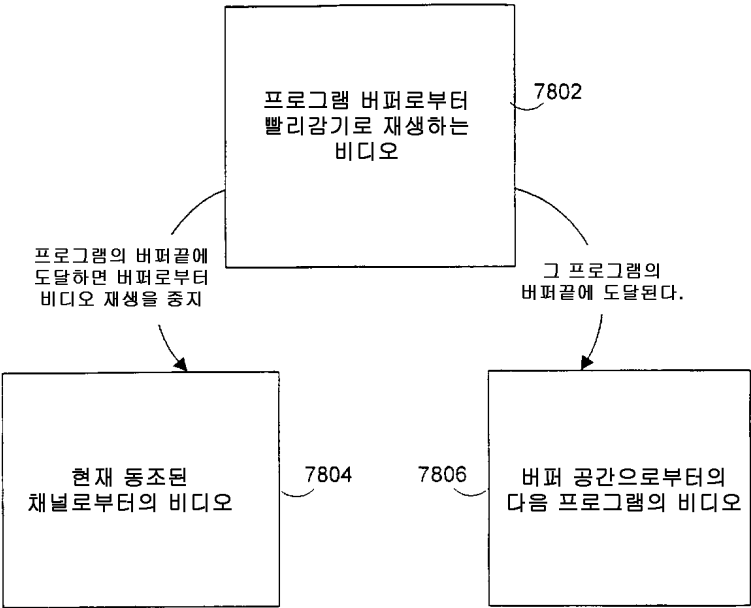 프로그램 버퍼로부터
빨리감기로 재생하는
비디오
7802
프로그램의 버퍼끝에
도달하면 버퍼로부터
비디오 재생을 중지
그 프로그램의
버퍼끝에 도달된다.
현재 동조된
채널로부터의 비디오
7804
7806
버퍼 공간으로부터의
다음 프로그램의 비디오